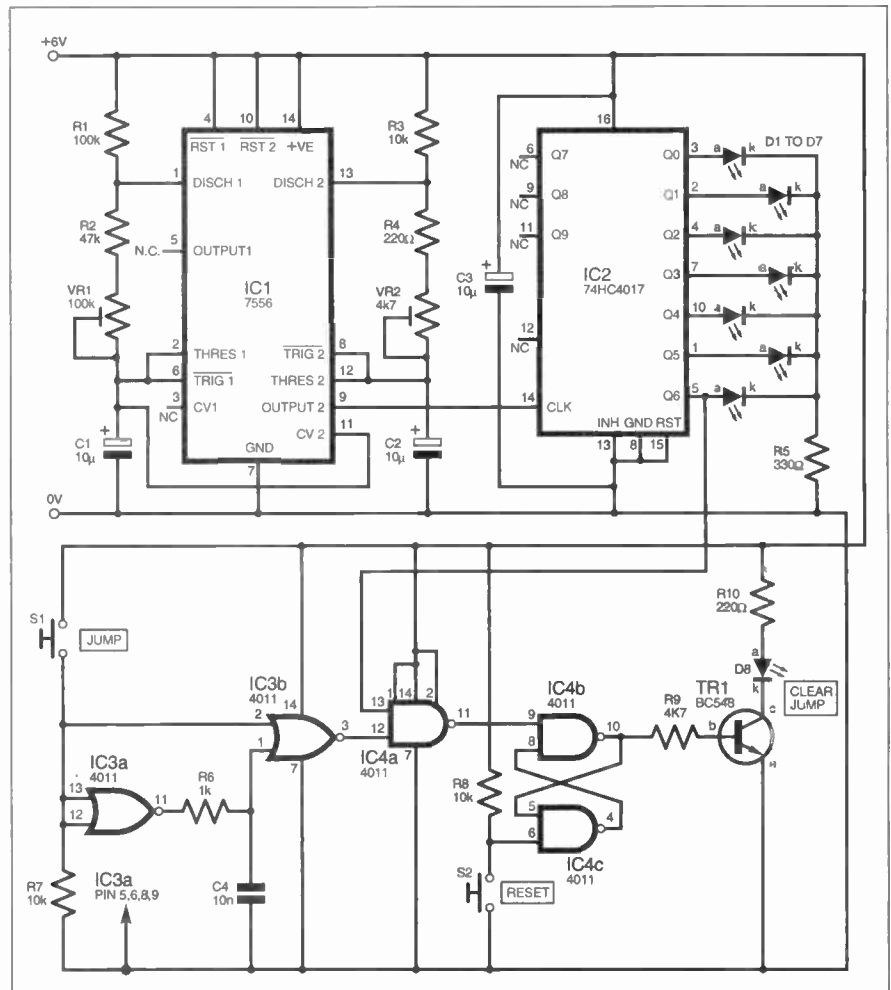 +6V
R1
100k
R2
47k
VR1
100k
C1
10µ
0V
4
10
14
RST 1
RST 2
+VE
1
DISCH 1
DISCH 2
13
N.C.
5
OUTPUT1
IC1
7556
2
THRES 1
6
TRIG 1
3
NC
CV1
TRIG 2
8
THRES 2
12
OUTPUT 2
9
CV 2
11
GND
7
R3
10k
R4
220Ω
VR2
4k7
C2
10µ
C3
10µ
16
6
NC
Q7
9
NC
Q8
11
NC
Q9
12
NC
14
CLK
IC2
74HC4017
INH
GND
RST
13
8
15
D1 TO D7
Q0
3
a
k
Q1
2
a
k
Q2
4
a
k
Q3
7
a
k
Q4
10
a
k
Q5
1
a
k
Q6
5
a
k
R5
330Ω
S1
JUMP
IC3a
4011
13
12
11
R6
1k
R7
10k
IC3a
PIN 5,6,8,9
C4
10n
IC3b
4011
14
2
1
3
7
1
14
2
13
12
11
IC4a
4011
7
R8
10k
S2
RESET
IC4b
4011
9
8
10
5
6
4
IC4c
4011
R9
4K7
R10
220Ω
a
D8
k
CLEAR
JUMP
TR1
BC548
b
c
e